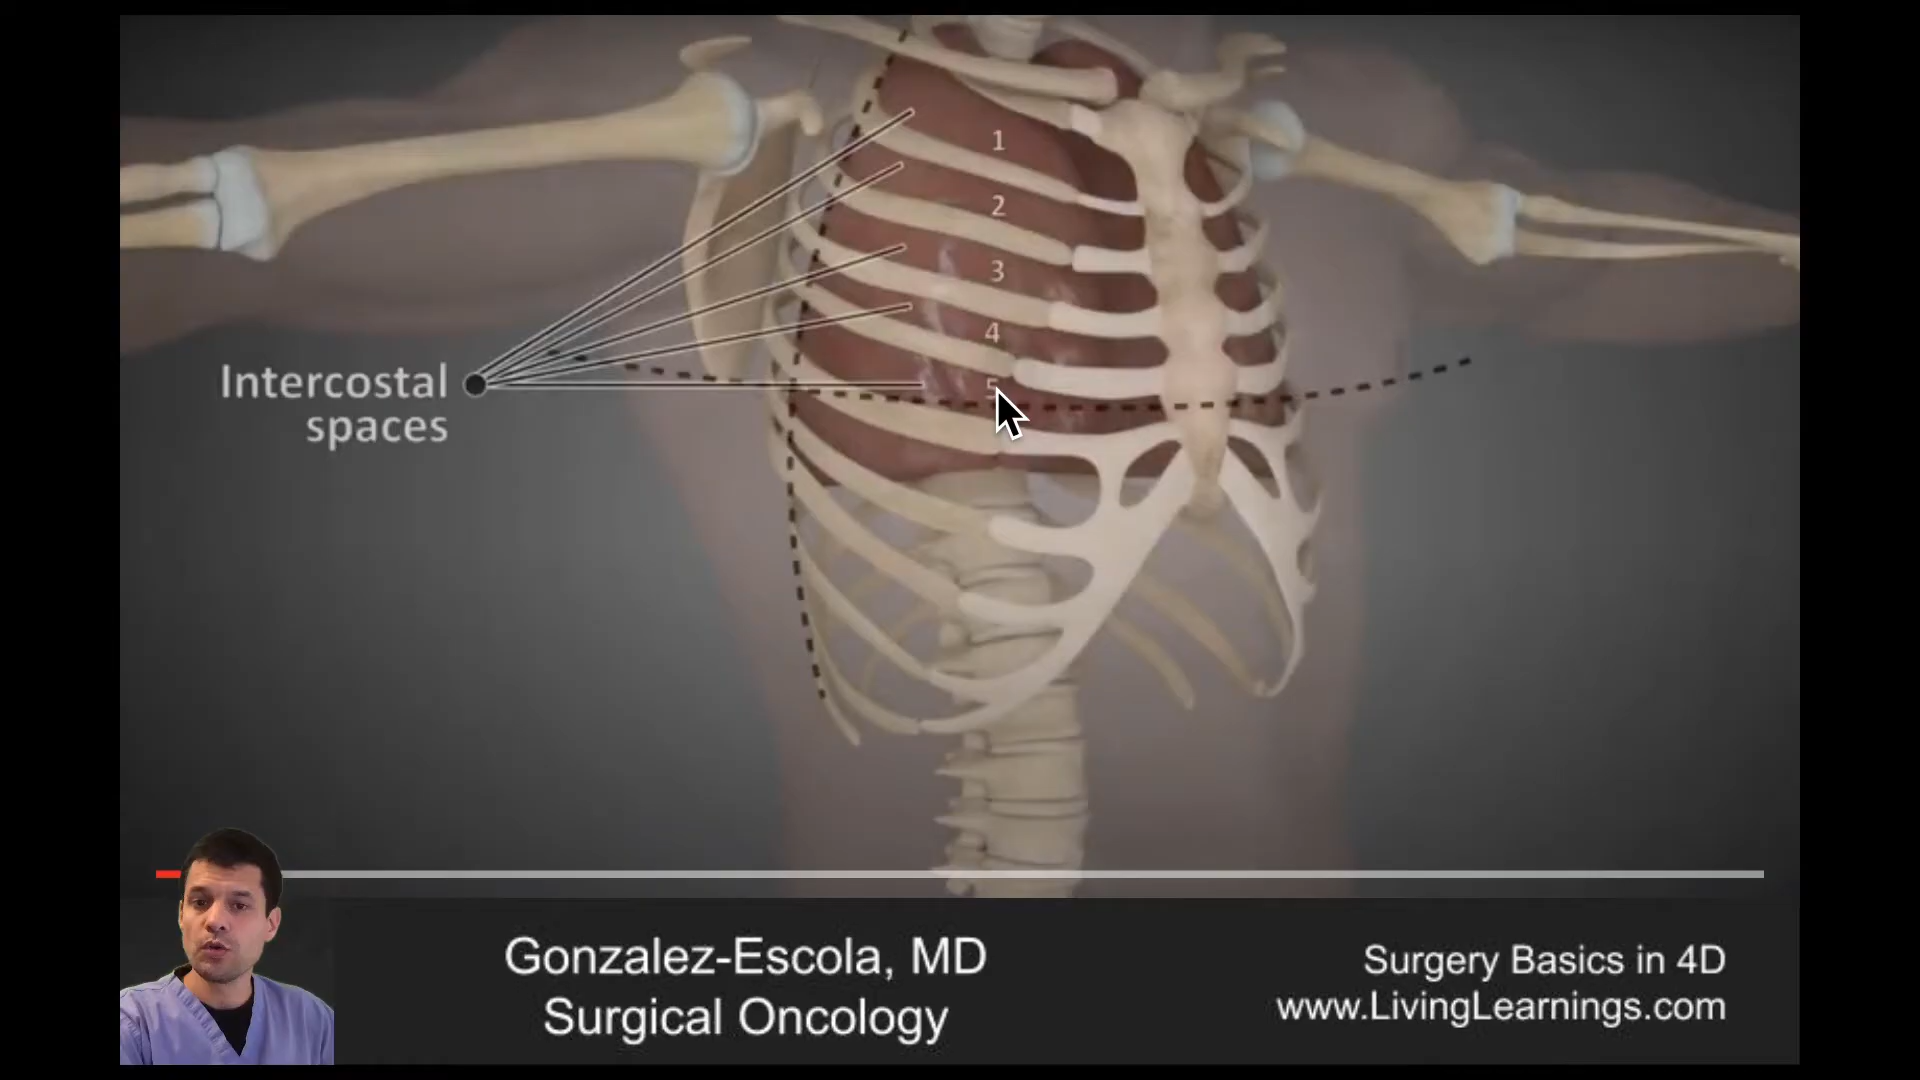 1
2
3
4
5
Intercostal
spaces
Gonzalez-Escola, MD
Surgical Oncology
Surgery Basics in 4D
www.LivingLearnings.com